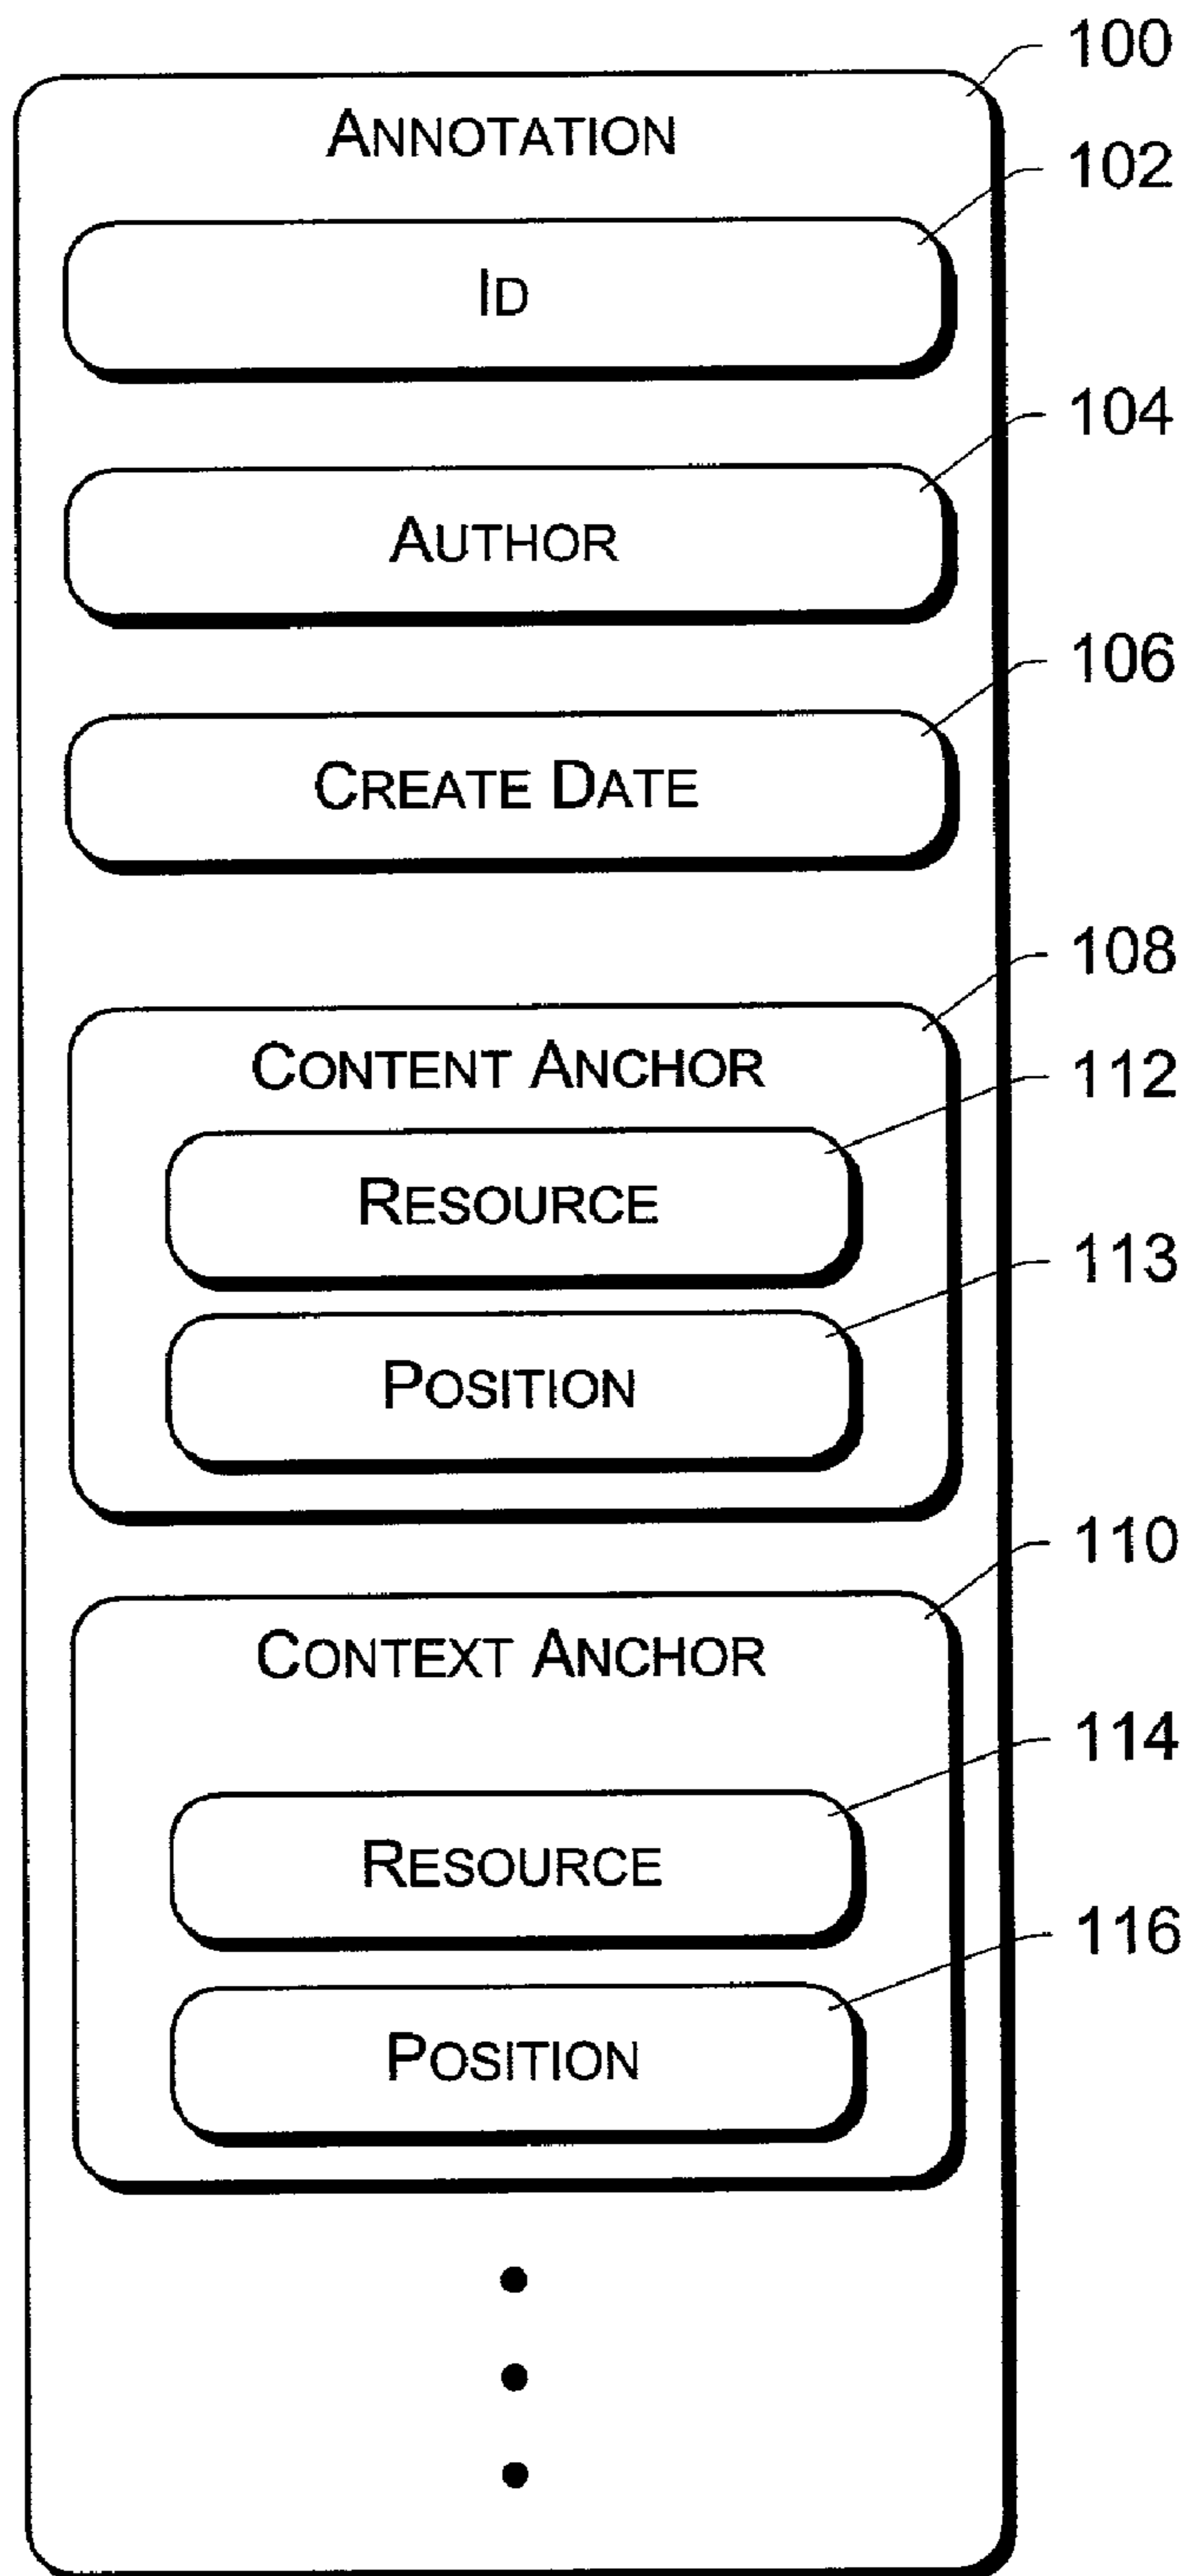 100
ANNOTATION
102
ID
104
AUTHOR
106
CREATE DATE
108
CONTENT ANCHOR
112
RESOURCE
113
POSITION
110
CONTEXT ANCHOR
114
RESOURCE
116
POSITION